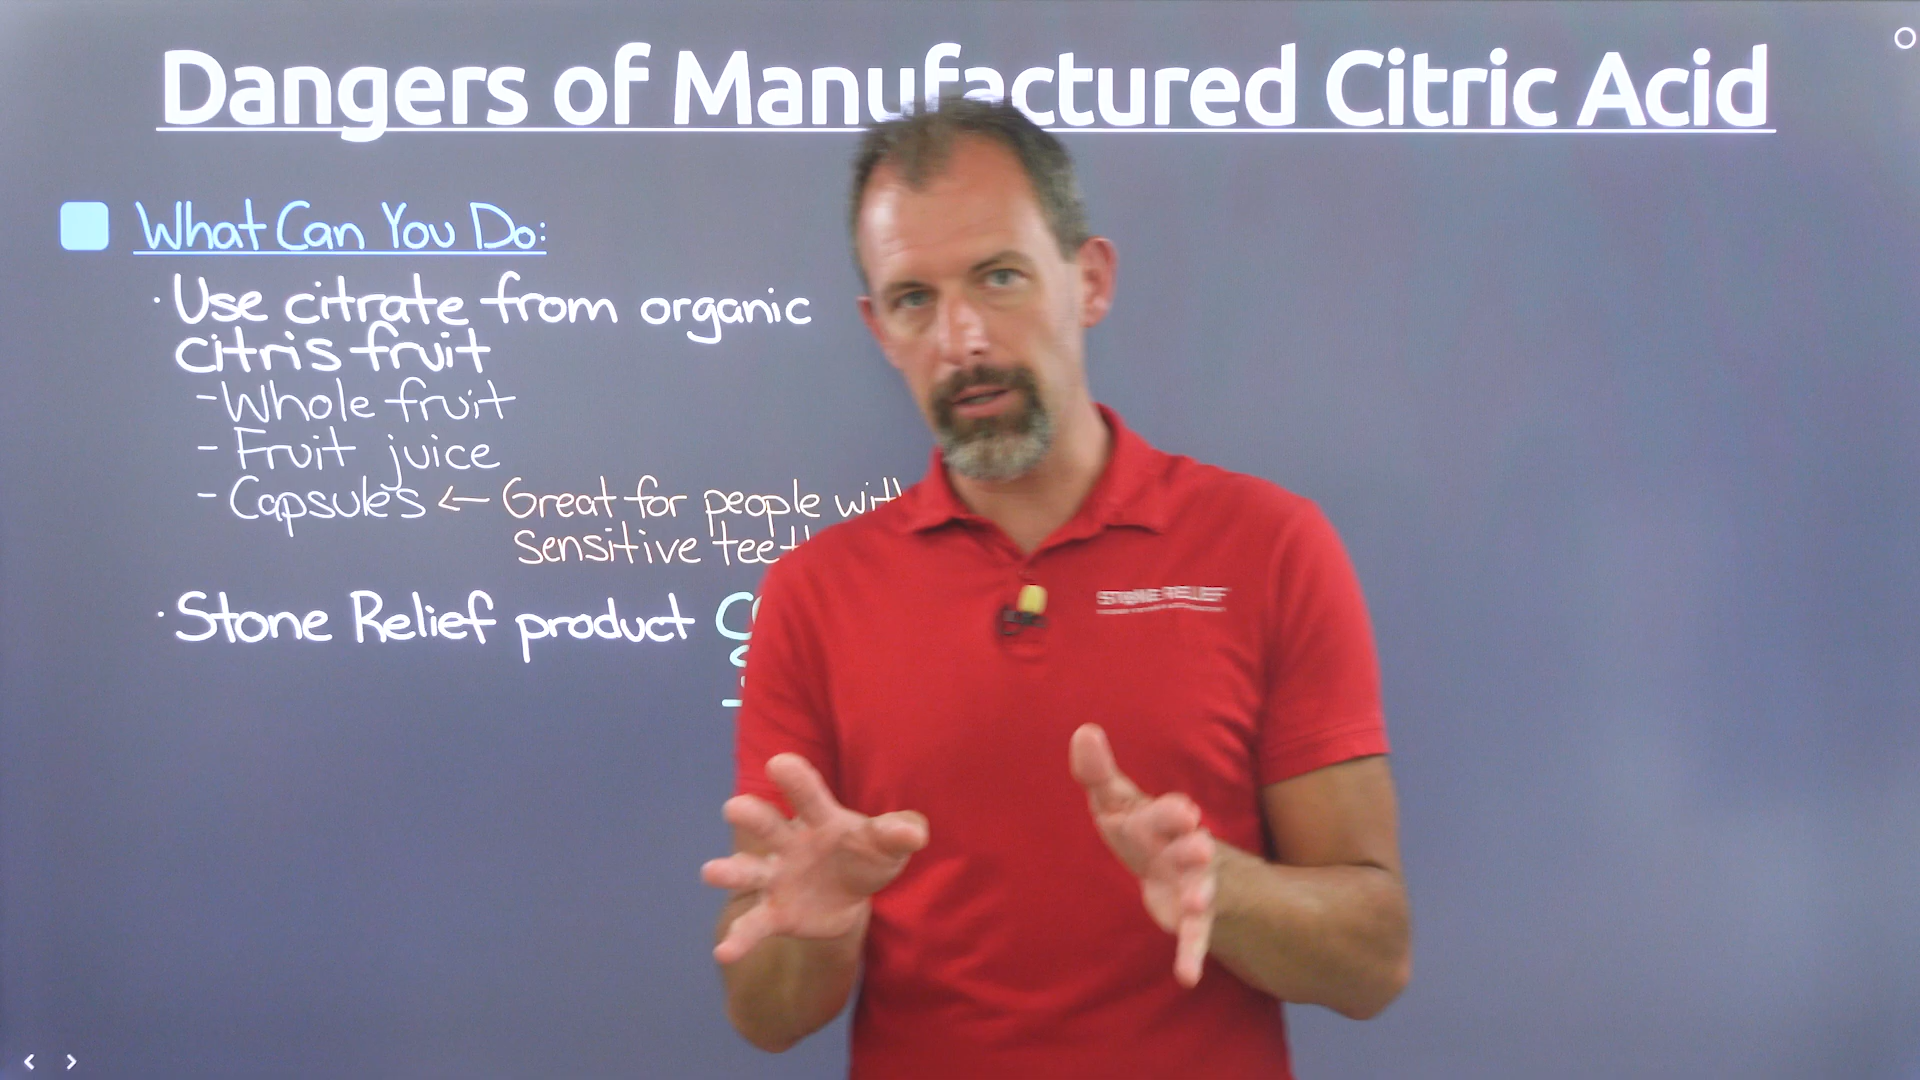 Dangers of Manufactured Citric Acid
What Can You Do:
· Use citrate from organic
citris fruit
- Whole fruit
- Fruit juice
- Capsules ← Great for people with
Sensitive teeth
· Stone Relief product
STONE RELIEF